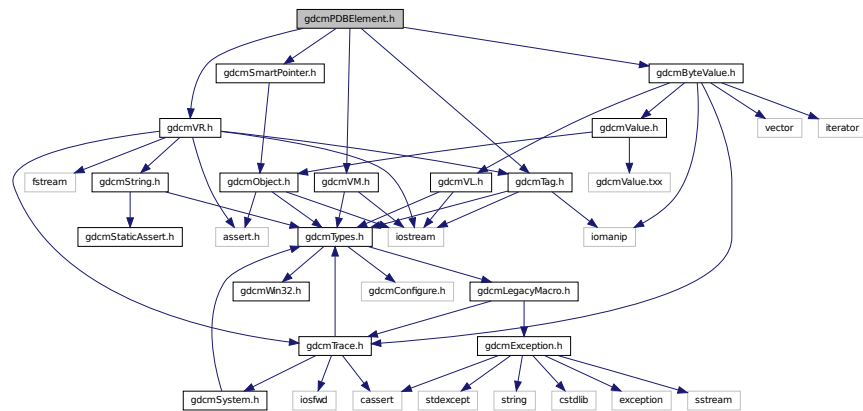 gdcmPDBElement.h
gdcmSmartPointer.h
gdcmByteValue.h
gdcmVR.h
gdcmValue.h
vector
iterator
fstream
gdcmString.h
gdcmObject.h
gdcmVM.h
gdcmVL.h
gdcmTag.h
gdcmValue.txx
gdcmStaticAssert.h
assert.h
gdcmTypes.h
iostream
iomanip
gdcmWin32.h
gdcmConfigure.h
gdcmLegacyMacro.h
gdcmTrace.h
gdcmException.h
gdcmSystem.h
iosfwd
cassert
stdexcept
string
cstdlib
exception
sstream